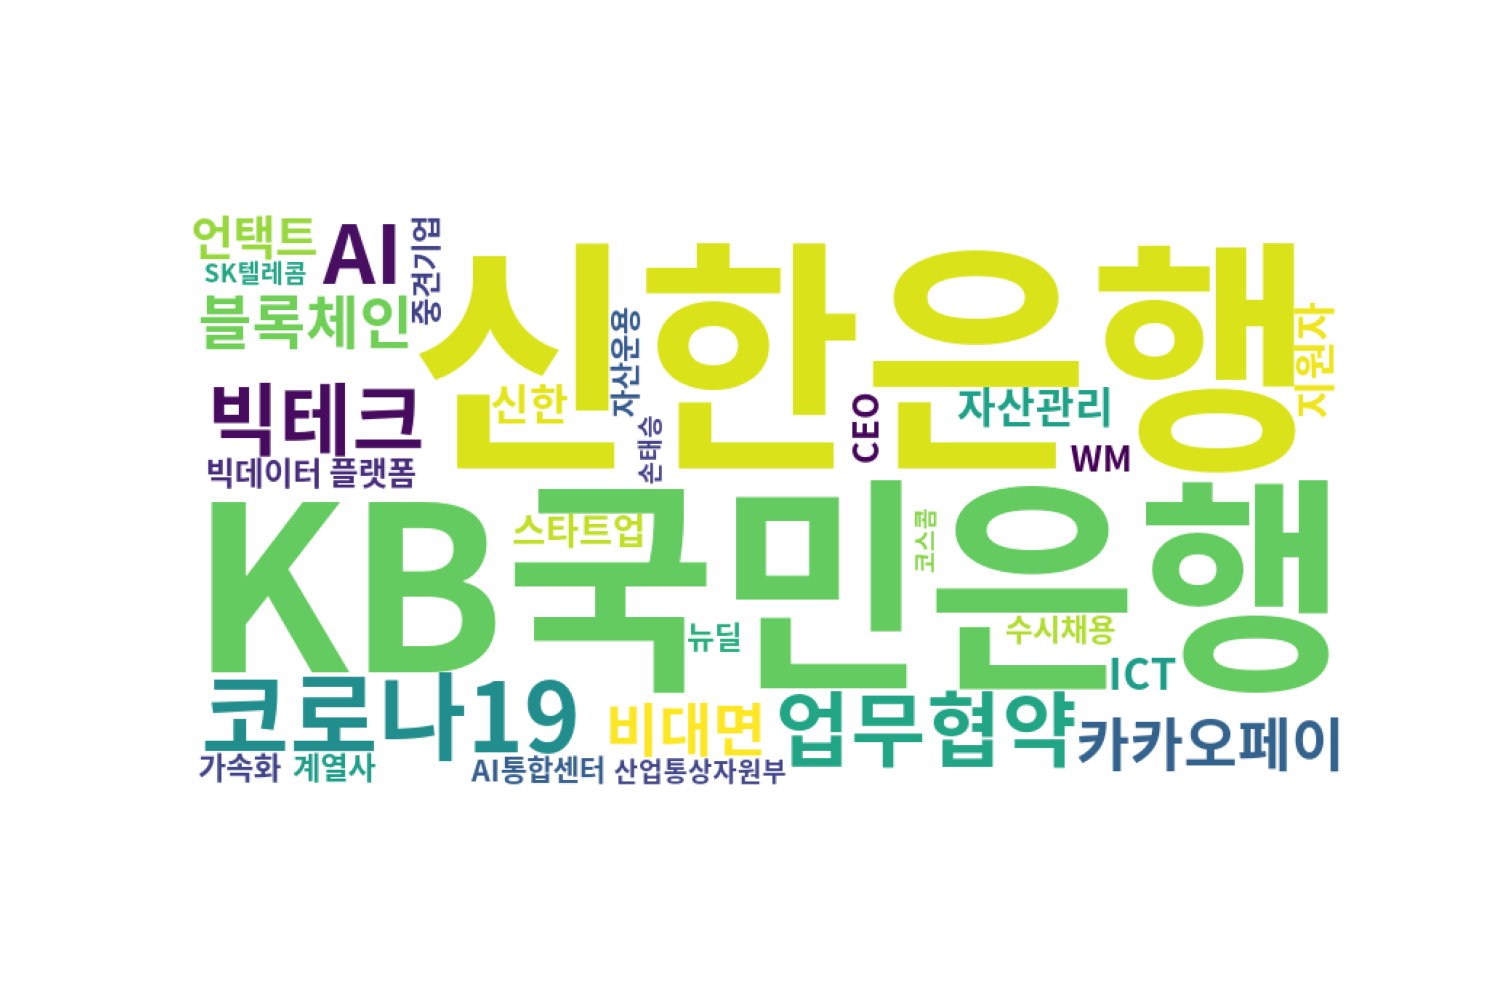 언택트
AI
중견기업
SK텔레콤
블록체인
신한은행
지원자
자산운용
빅테크
신한
자산관리
CEO
손태승
WM
빅데이터 플랫폼
KB국민은행
스타트업
코스콤
뉴딜
수시채용
ICT
코로나19
비대면
업무협약
카카오페이
가속화
계열사
AI통합센터
산업통상자원부